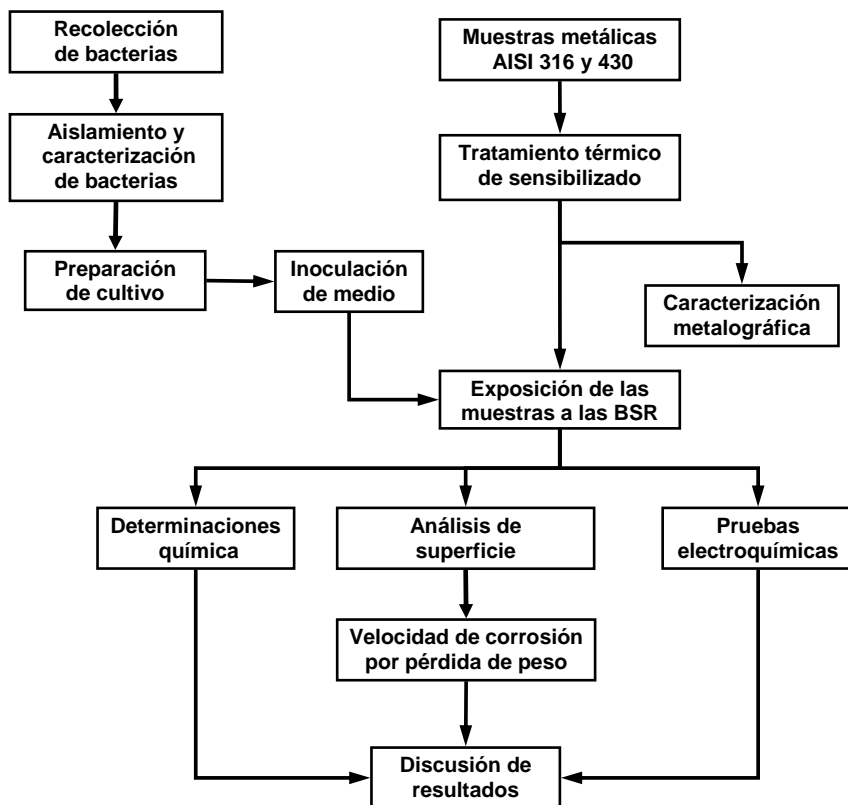 Recolección
de bacterias
Muestras metálicas
AISI 316 y 430
Aislamiento y
caracterización
de bacterias
Tratamiento térmico
de sensibilizado
Preparación
de cultivo
Inoculación
de medio
Caracterización
metalográfica
Exposición de las
muestras a las BSR
Determinaciones
química
Análisis de
superficie
Pruebas
electroquímicas
Velocidad de corrosión
por pérdida de peso
Discusión de
resultados